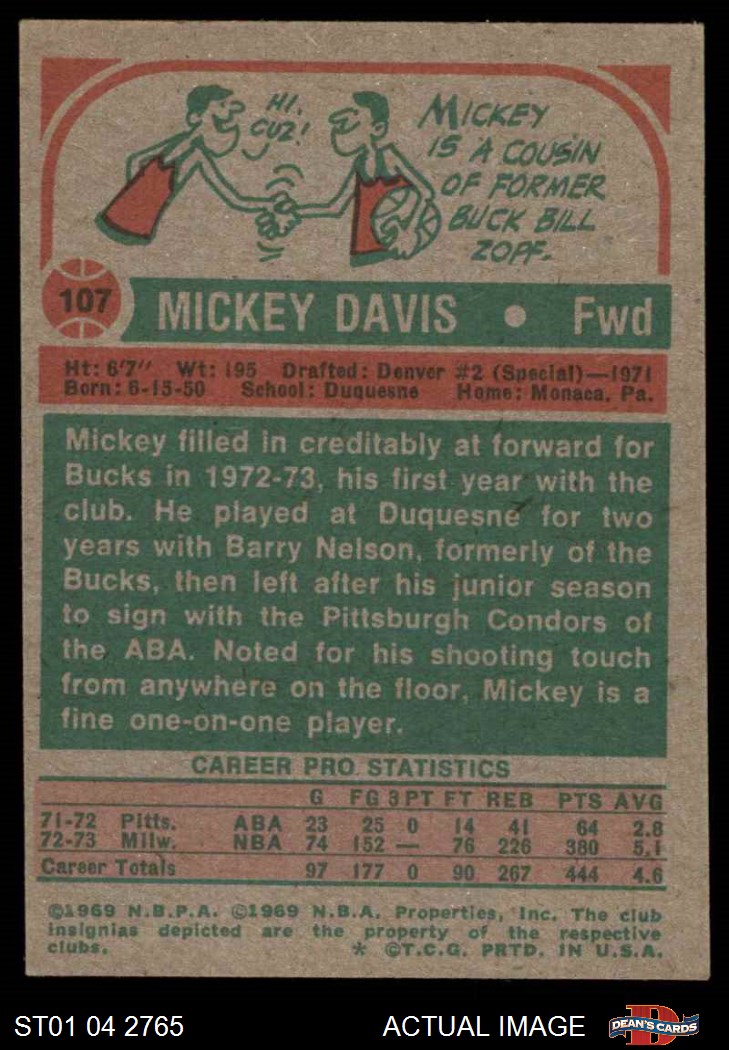 HI,
CUZ!
MICKEY
IS A COUSIN
OF FORMER
BUCK BILL
ZOPF.
107
MICKEY DAVIS • Fwd
Ht: 6'7" Wt: 195 Drafted: Denver #2 (Special)—1971
Born: 6-15-50 School: Duquesne Home: Monaca, Pa.
Mickey filled in creditably at forward for
Bucks in 1972-73, his first year with the
club. He played at Duquesne for two
years with Barry Nelson, formerly of the
Bucks, then left after his junior season
to sign with the Pittsburgh Condors of
the ABA. Noted for his shooting touch
from anywhere on the floor, Mickey is a
fine one-on-one player.
CAREER PRO STATISTICS
G FG 3PT FT REB PTS AVG
71-72 Pitts. ABA 23 25 0 14 41 64 2.8
72-73 Milw. NBA 74 152 — 76 226 380 5.1
Career Totals 97 177 0 90 267 444 4.6
©1969 N.B.P.A. ©1969 N.B.A. Properties, Inc. The club
insignias depicted are the property of the respective
clubs. * ©T.C.G. PRTD. IN U.S.A.
ST01 04 2765 ACTUAL IMAGE DEAN'S CARDS